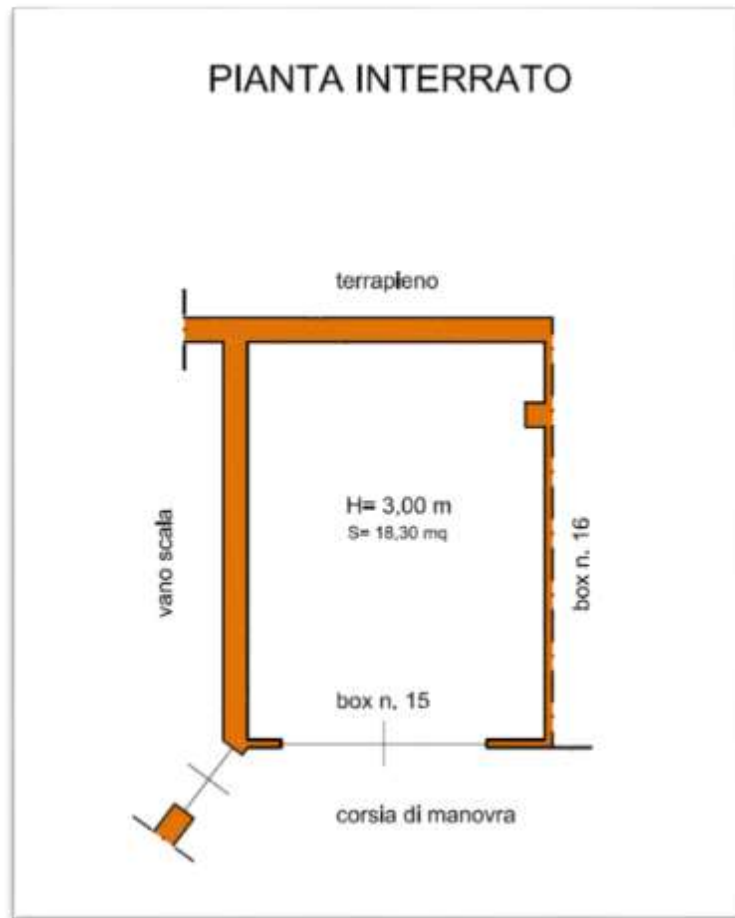 PIANTA INTERRATO
terrapieno
H= 3,00 m
S= 18,30 mq
vano scala
box n. 16
box n. 15
corsia di manovra